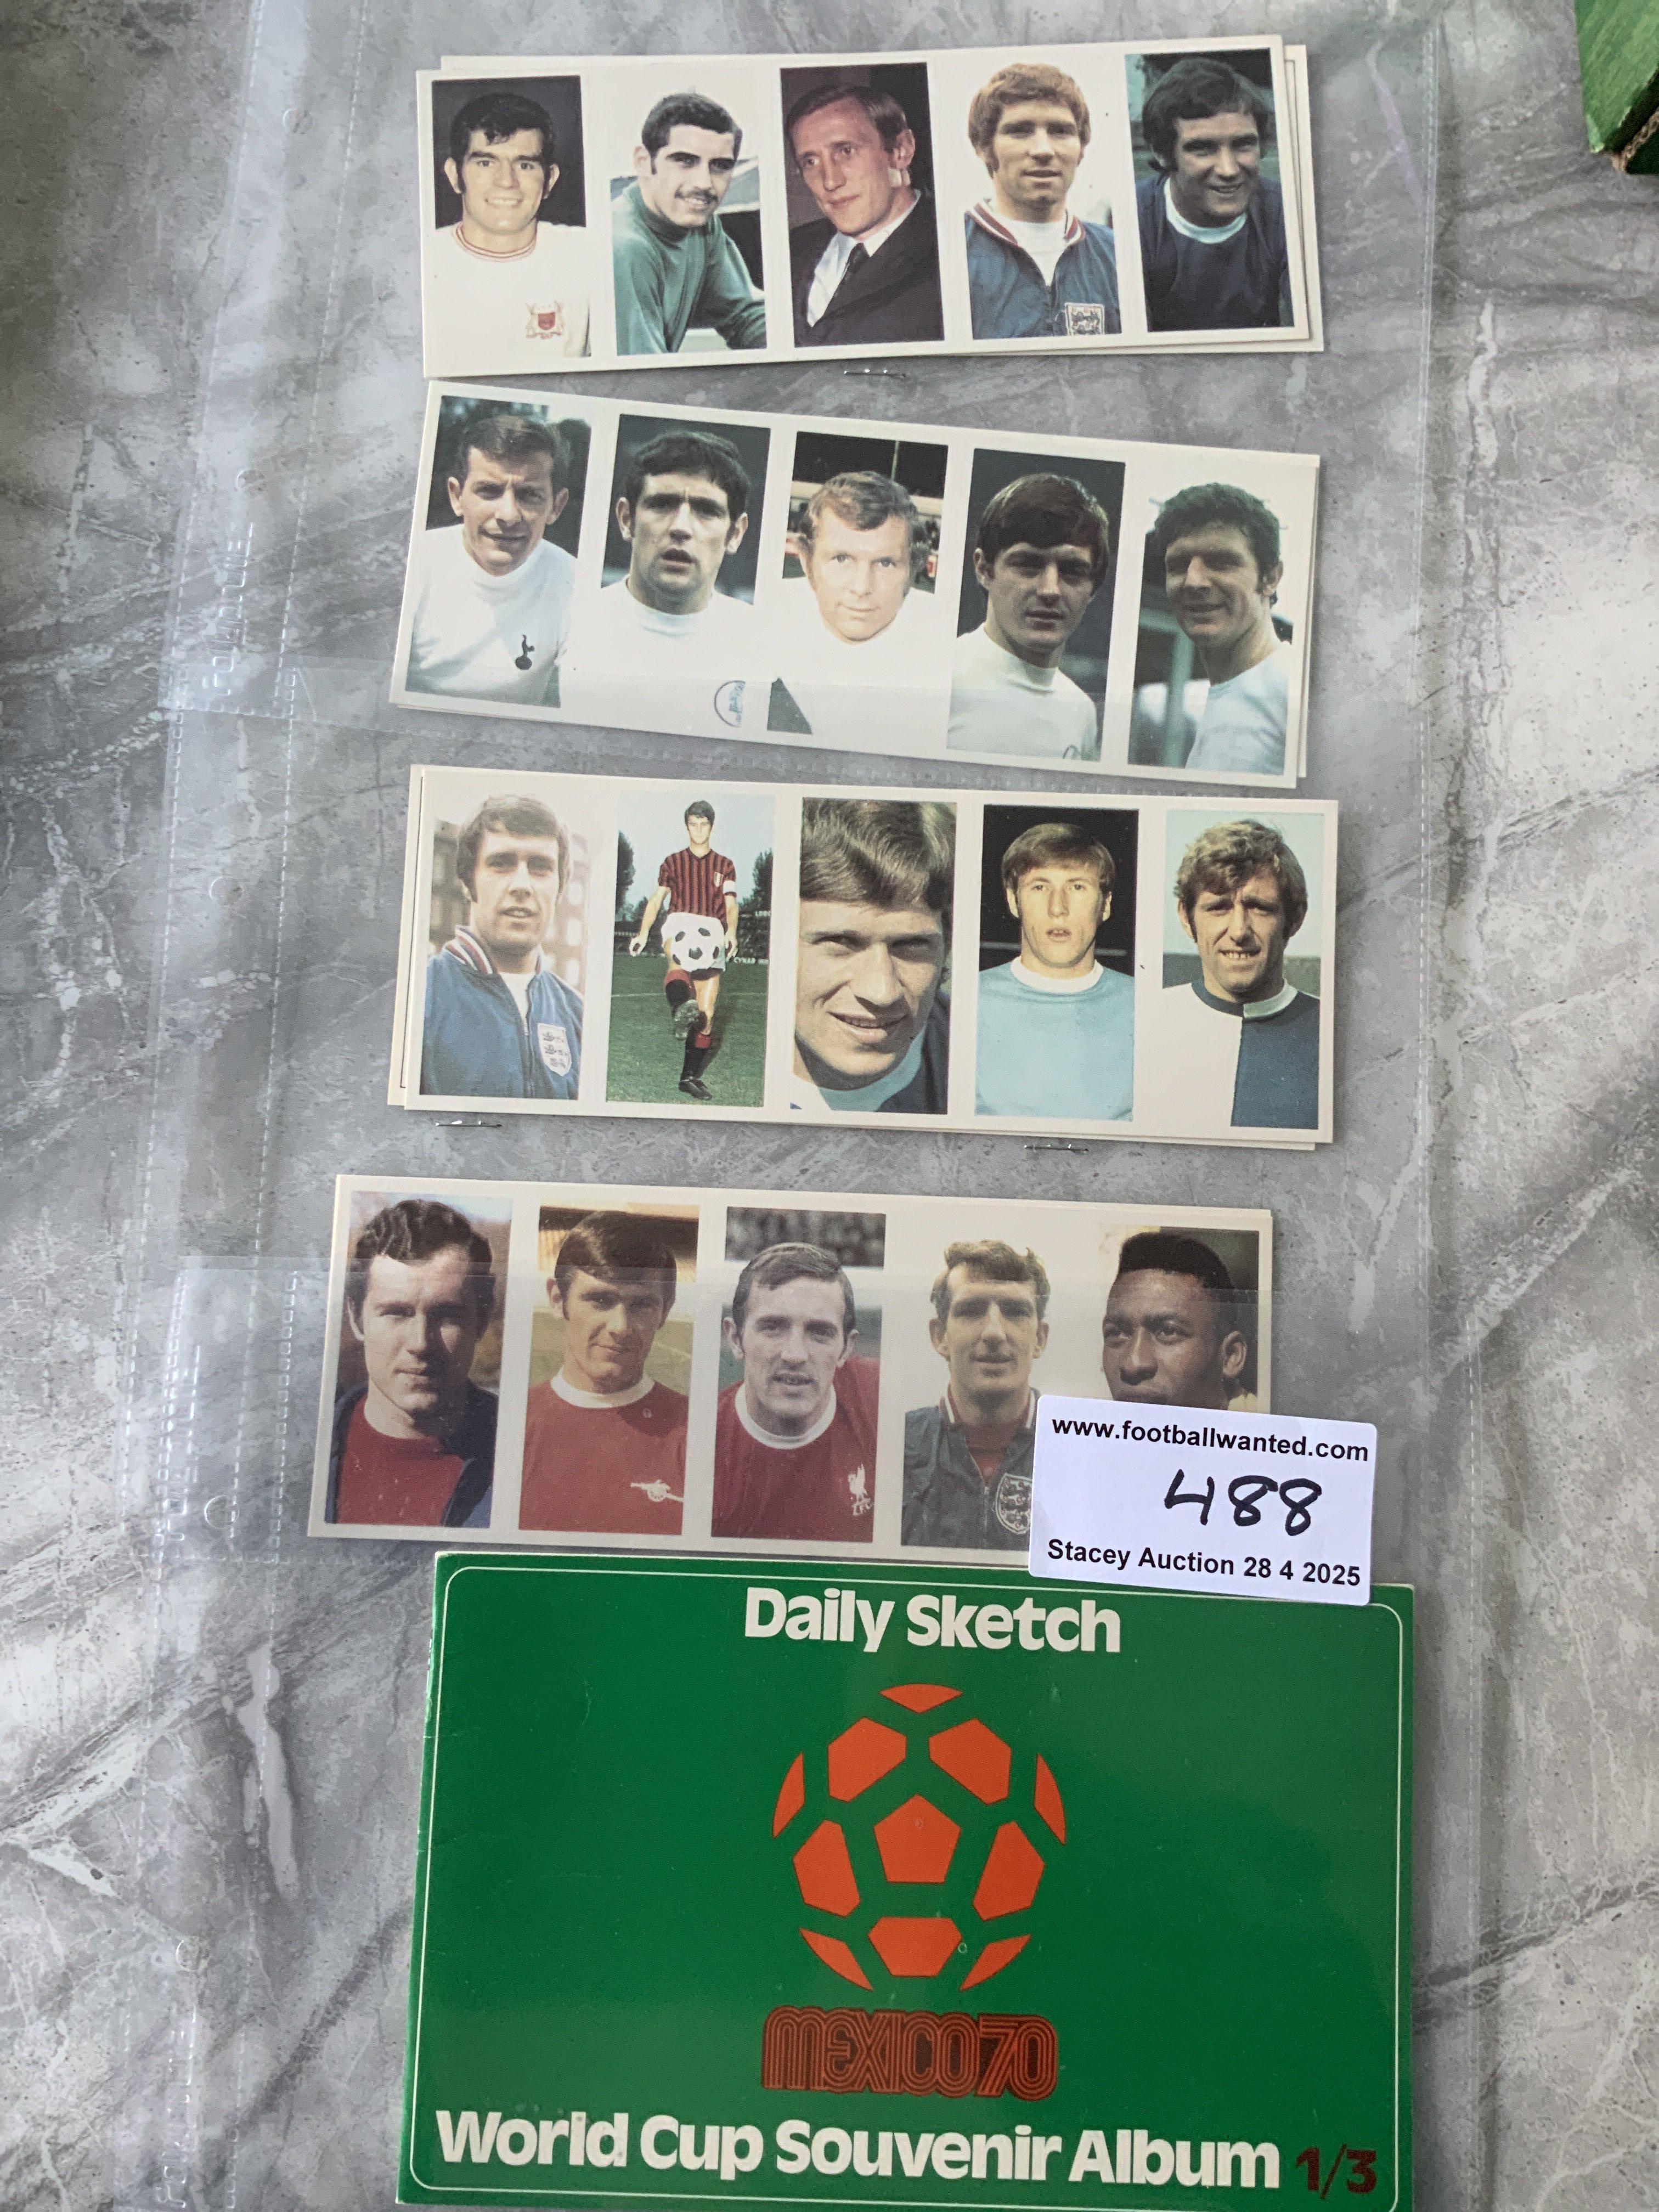 www.footballwanted.com
488
Stacey Auction 28 4 2025
Daily Sketch
MEXICO70
World Cup Souvenir Album 1/3